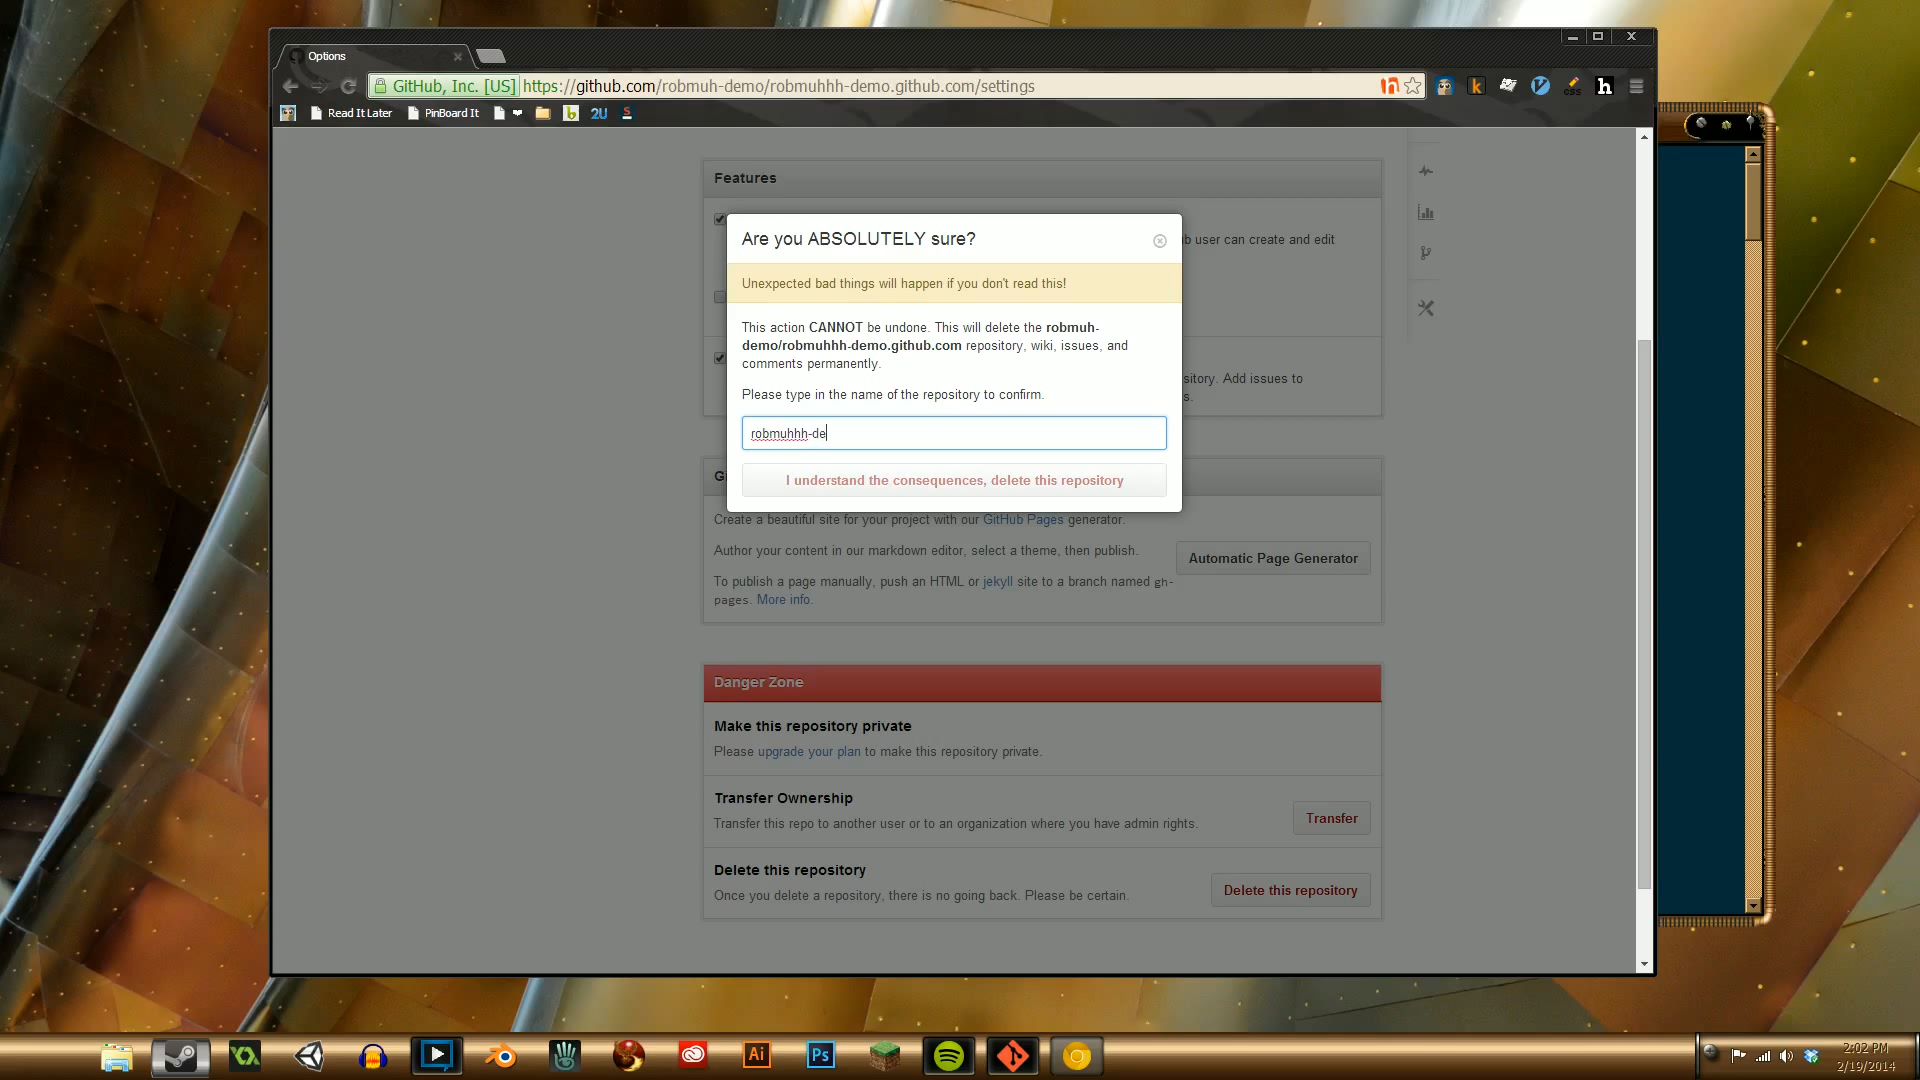 Options
GitHub, Inc. [US] https://github.com/robmuh-demo/robmuhhh-demo.github.com/settings
Read It Later
PinBoard It
Features
Are you ABSOLUTELY sure?
b user can create and edit
Unexpected bad things will happen if you don't read this!
This action CANNOT be undone. This will delete the robmuh-
demo/robmuhhh-demo.github.com repository, wiki, issues, and
comments permanently.
sitory. Add issues to
s.
Please type in the name of the repository to confirm.
robmuhhh-de
I understand the consequences, delete this repository
Create a beautiful site for your project with our GitHub Pages generator.
Author your content in our markdown editor, select a theme, then publish.
Automatic Page Generator
To publish a page manually, push an HTML or jekyll site to a branch named gh-
pages. More info.
Danger Zone
Make this repository private
Please upgrade your plan to make this repository private.
Transfer Ownership
Transfer this repo to another user or to an organization where you have admin rights.
Transfer
Delete this repository
Once you delete a repository, there is no going back. Please be certain.
Delete this repository
Ai
Ps
2:02 PM
2/19/2014